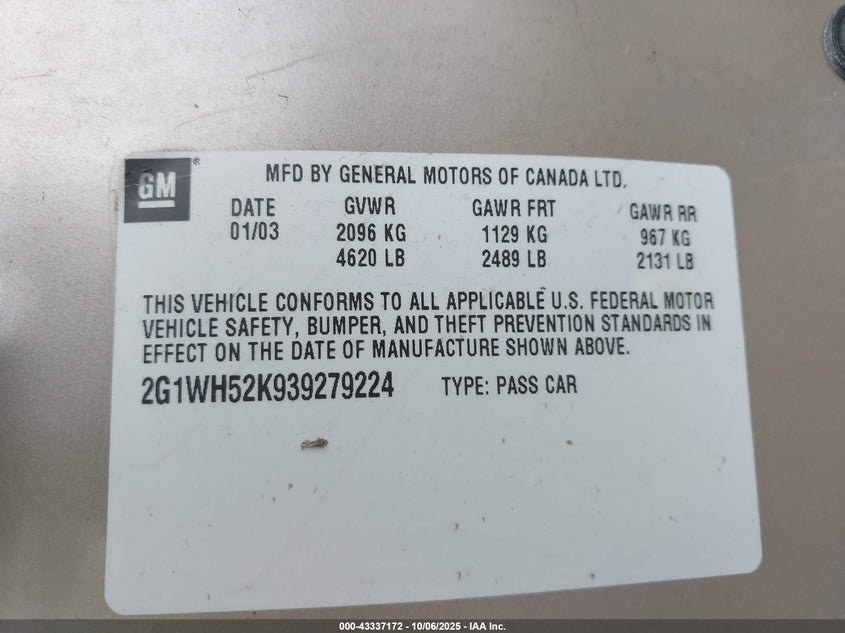 GM®
MFD BY GENERAL MOTORS OF CANADA LTD.
DATE GVWR GAWR FRT GAWR RR
01/03 2096 KG 1129 KG 967 KG
4620 LB 2489 LB 2131 LB
THIS VEHICLE CONFORMS TO ALL APPLICABLE U.S. FEDERAL MOTOR
VEHICLE SAFETY, BUMPER, AND THEFT PREVENTION STANDARDS IN
EFFECT ON THE DATE OF MANUFACTURE SHOWN ABOVE.
2G1WH52K939279224 TYPE: PASS CAR
000-43337172 - 10/06/2025 - IAA Inc.